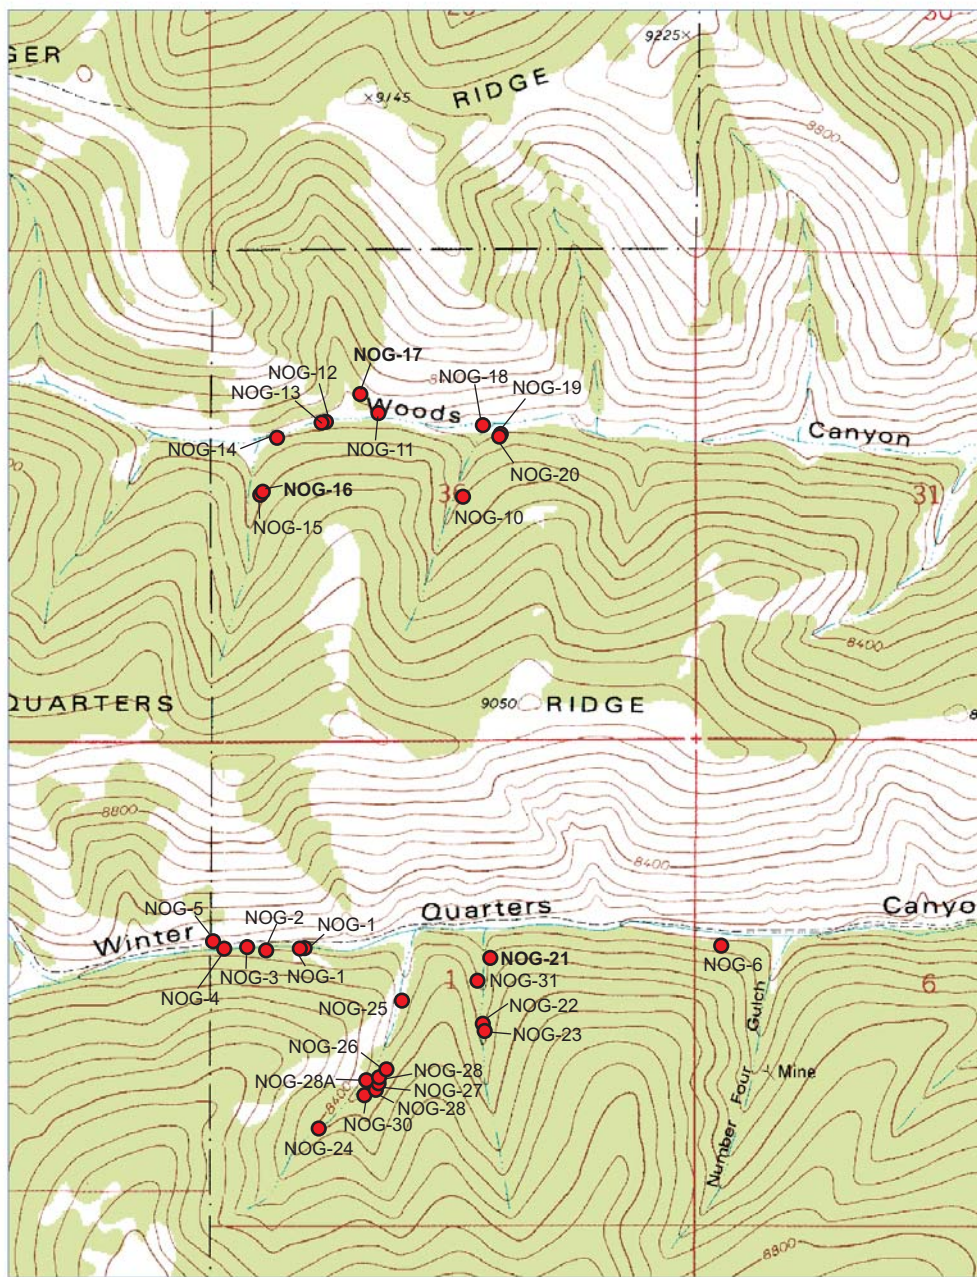 30
9225×
GER
RIDGE
×9145
8800
NOG-17
NOG-12
NOG-18
NOG-19
NOG-13
Woods
Canyon
NOG-14
NOG-11
NOG-20
NOG-16
36
31
NOG-15
NOG-10
8400
QUARTERS
9050
RIDGE
8800
8400
NOG-5
NOG-2
NOG-1
Quarters
Canyo
Winter
NOG-4
NOG-3
NOG-1
NOG-21
NOG-6
1
NOG-31
6
NOG-25
NOG-22
NOG-23
Gulch
NOG-26
NOG-28
NOG-28A
NOG-27
Mine
8400
NOG-28
Four
NOG-30
NOG-24
Number
8800